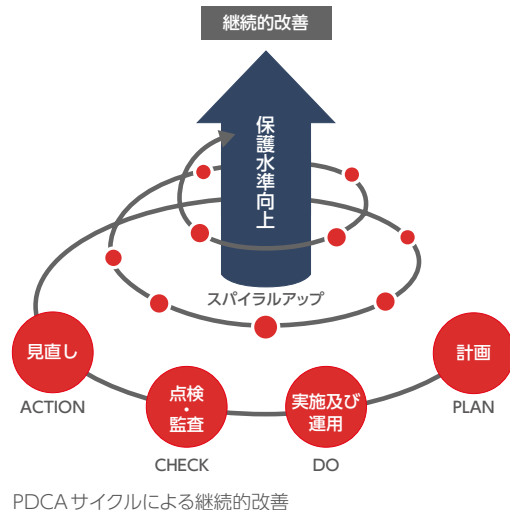 継続的改善
保護水準向上
スパイラルアップ
見直し
ACTION
点検
・
監査
CHECK
実施及び
運用
DO
計画
PLAN
PDCAサイクルによる継続的改善